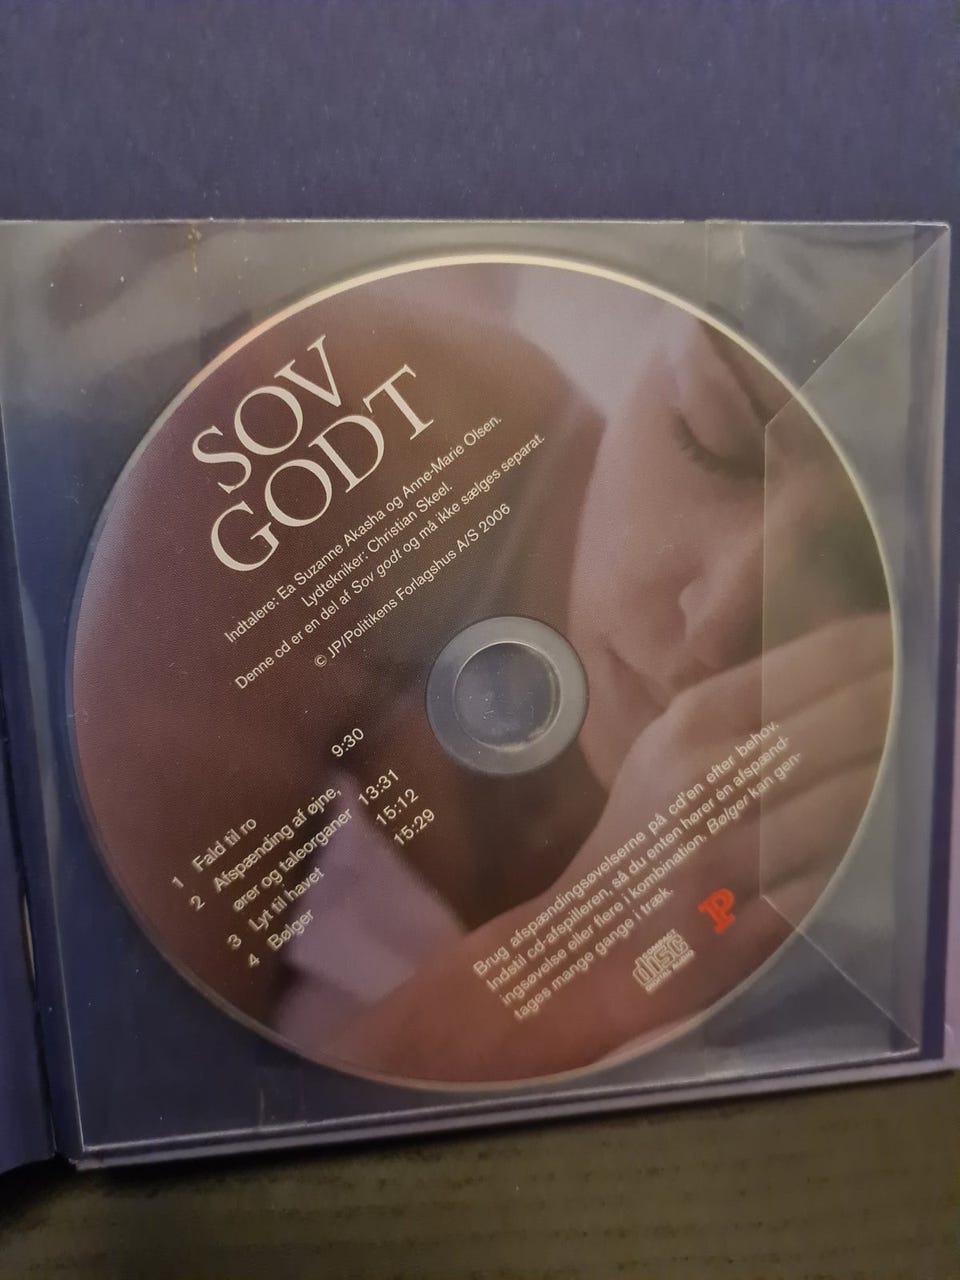 SOV
GODT
Indtalere: Ea Suzanne Akasha og Anne-Marie Olsen.
Lydtekniker: Christian Skeel.
Denne cd er en del af Sov godt og må ikke sælges separat.
© JP/Politikens Forlagshus A/S 2006
1 Fald til ro 9:30
2 Afspænding af øjne,
ører og taleorganer 13:31
3 Lyt til havet 15:12
4 Bølger 15:29
Brug afspændingsøvelserne på cd'en efter behov.
Indstil cd-afspilleren, så du enten hører én afspænd-
ingsøvelse eller flere i kombination. Bølger kan gen-
tages mange gange i træk.
COMPACT
disc
DIGITAL AUDIO
P